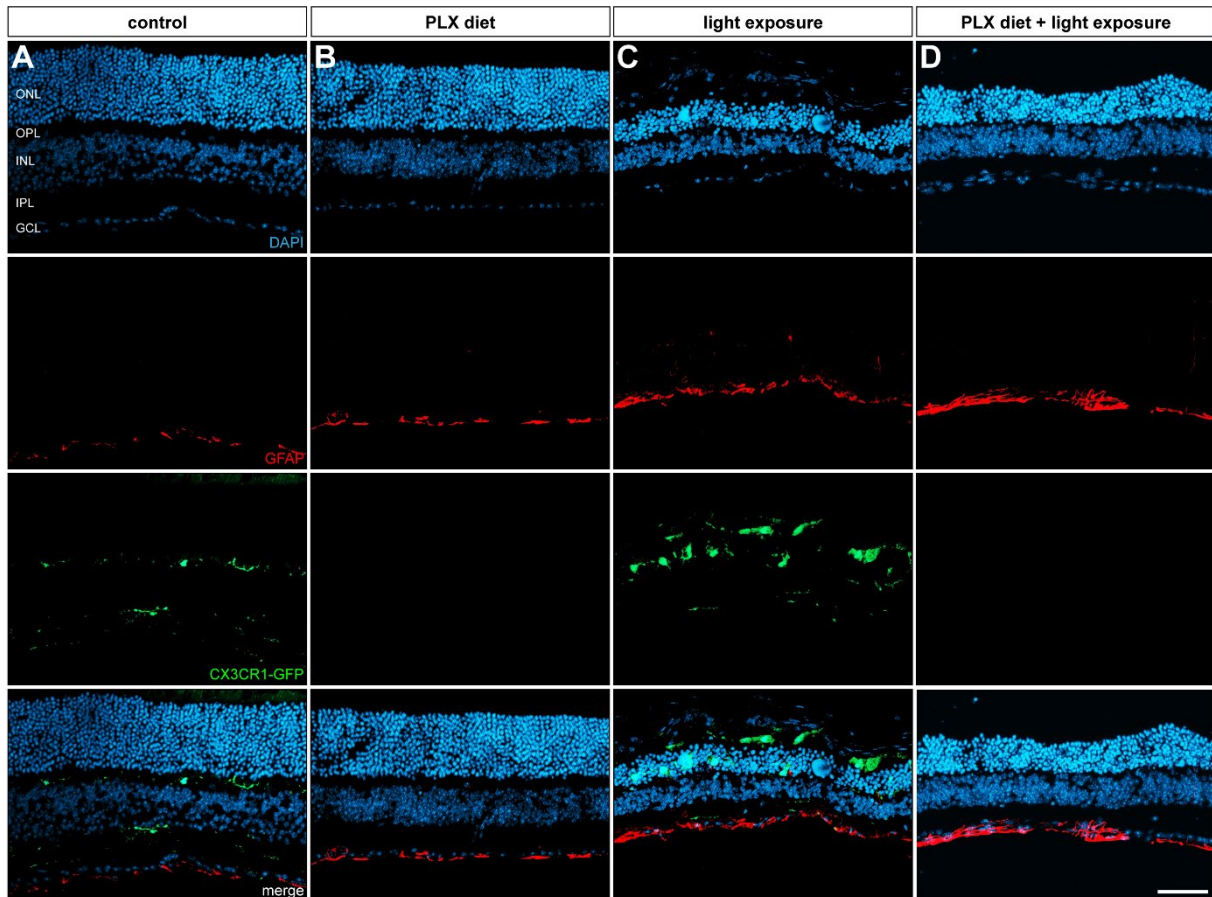 control
PLX diet
light exposure
PLX diet + light exposure
A
B
C
D
ONL
OPL
INL
IPL
GCL
DAPI
GFAP
CX3CR1-GFP
merge